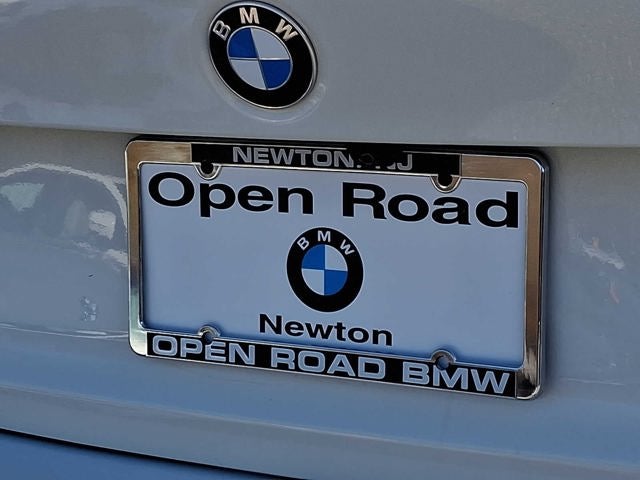 BMW
NEWTON, NJ
Open Road
BMW
Newton
OPEN ROAD BMW